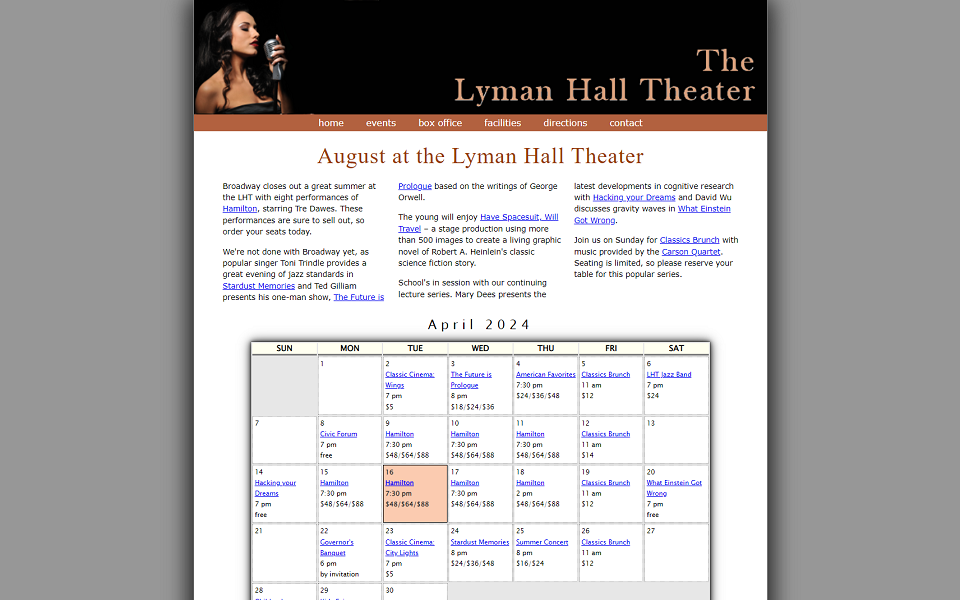 The
Lyman Hall Theater
home events box office facilities directions contact
August at the Lyman Hall Theater
Broadway closes out a great summer at
the LHT with eight performances of
Hamilton, starring Tre Dawes. These
performances are sure to sell out, so
order your seats today.
We're not done with Broadway yet, as
popular singer Toni Trindle provides a
great evening of jazz standards in
Stardust Memories and Ted Gilliam
presents his one-man show, The Future is
Prologue based on the writings of George
Orwell.
The young will enjoy Have Spacesuit, Will
Travel – a stage production using more
than 500 images to create a living graphic
novel of Robert A. Heinlein's classic
science fiction story.
School's in session with our continuing
lecture series. Mary Dees presents the
latest developments in cognitive research
with Hacking your Dreams and David Wu
discusses gravity waves in What Einstein
Got Wrong.
Join us on Sunday for Classics Brunch with
music provided by the Carson Quartet.
Seating is limited, so please reserve your
table for this popular series.
April 2024
SUN MON TUE WED THU FRI SAT
1
2
Classic Cinema:
Wings
7 pm
$5
3
The Future is
Prologue
8 pm
$18/$24/$36
4
American Favorites
7:30 pm
$24/$36/$48
5
Classics Brunch
11 am
$12
6
LHT Jazz Band
7 pm
$24
7
8
Civic Forum
7 pm
free
9
Hamilton
7:30 pm
$48/$64/$88
10
Hamilton
7:30 pm
$48/$64/$88
11
Hamilton
7:30 pm
$48/$64/$88
12
Classics Brunch
11 am
$14
13
14
Hacking your
Dreams
7 pm
free
15
Hamilton
7:30 pm
$48/$64/$88
16
Hamilton
7:30 pm
$48/$64/$88
17
Hamilton
7:30 pm
$48/$64/$88
18
Hamilton
2 pm
$48/$64/$88
19
Classics Brunch
11 am
$12
20
What Einstein Got
Wrong
7 pm
free
21
22
Governor's
Banquet
6 pm
by invitation
23
Classic Cinema:
City Lights
7 pm
$5
24
Stardust Memories
8 pm
$24/$36/$48
25
Summer Concert
8 pm
$16/$24
26
Classics Brunch
11 am
$12
27
28
29
30